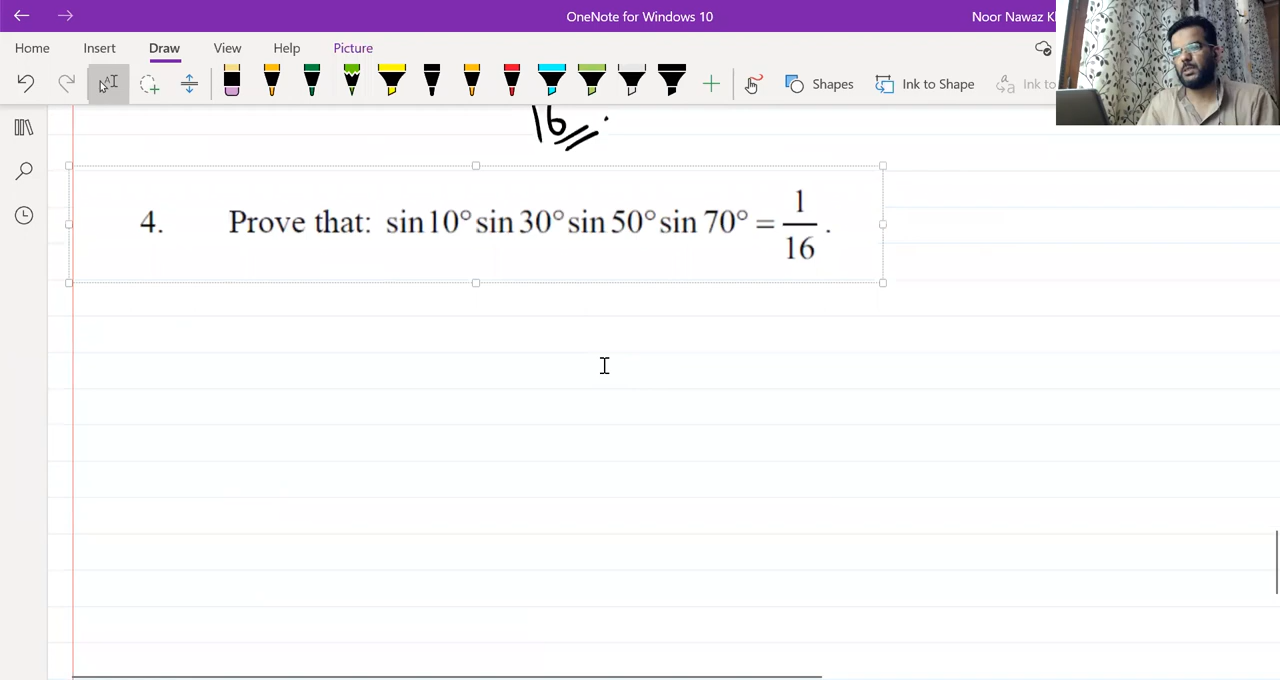 OneNote for Windows 10
Noor Nawaz Kh
Home Insert Draw View Help Picture
Shapes Ink to Shape Ink to
16
4. Prove that: sin 10° sin 30° sin 50° sin 70° = 1/16.